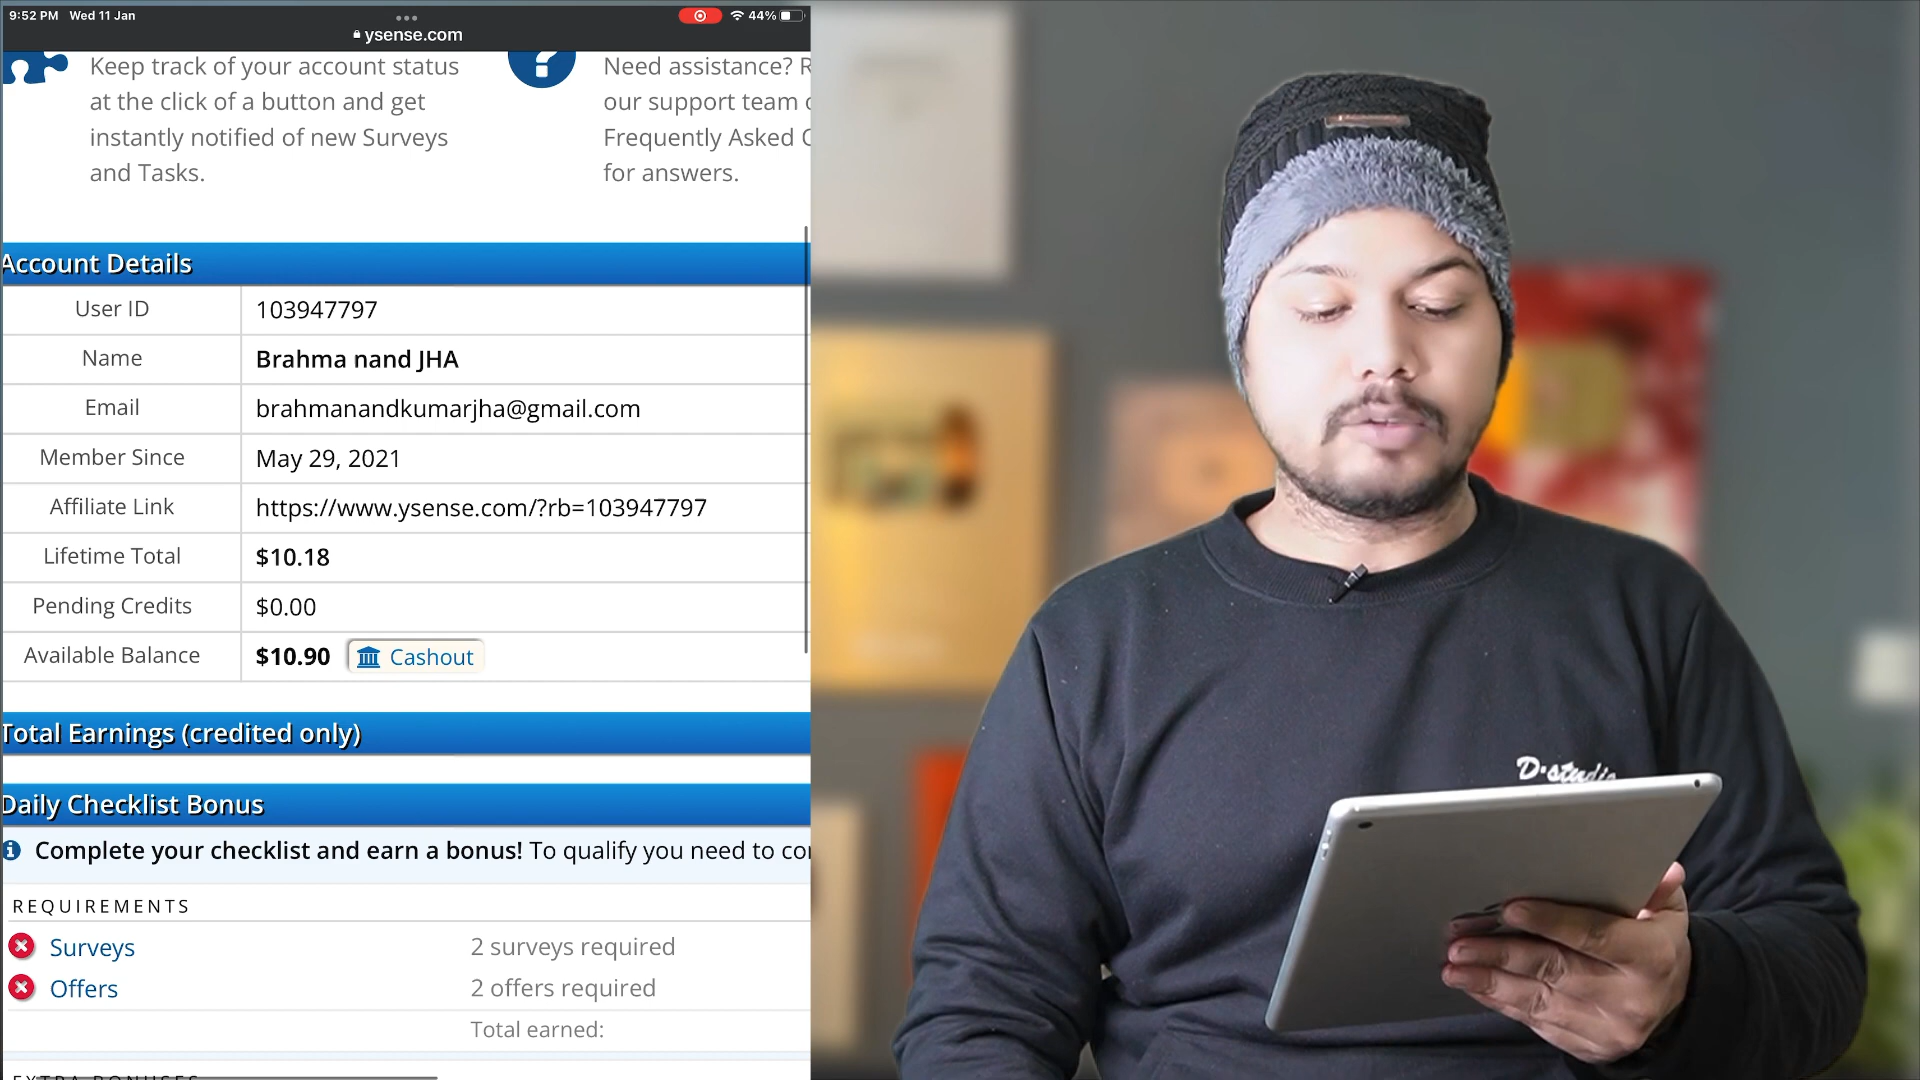 9:52 PM Wed 11 Jan
44%
ysense.com
Keep track of your account status
at the click of a button and get
instantly notified of new Surveys
and Tasks.
Need assistance? R
our support team
Frequently Asked
for answers.
Account Details
User ID 103947797
Name Brahma nand JHA
Email brahmanandkumarjha@gmail.com
Member Since May 29, 2021
Affiliate Link https://www.ysense.com/?rb=103947797
Lifetime Total $10.18
Pending Credits $0.00
Available Balance $10.90 Cashout
Total Earnings (credited only)
Daily Checklist Bonus
Complete your checklist and earn a bonus! To qualify you need to
REQUIREMENTS
Surveys 2 surveys required
Offers 2 offers required
Total earned:
EXTRA BONUSES
D·studio